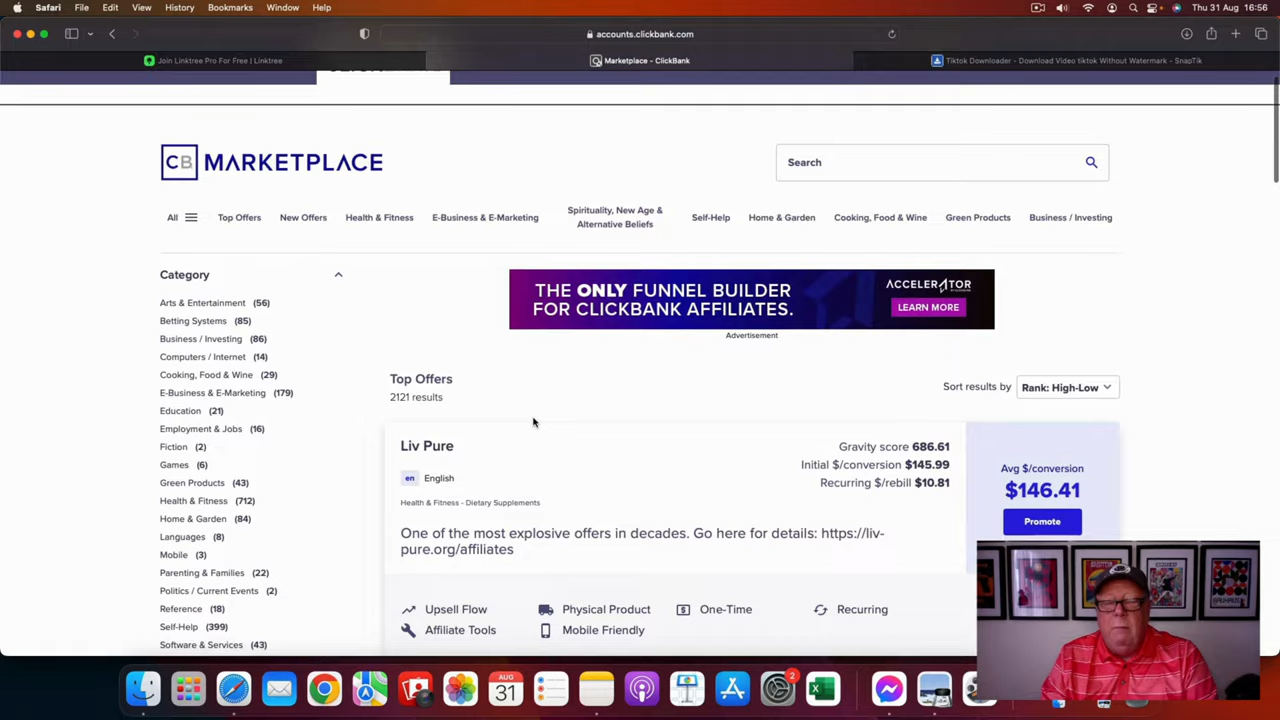 Safari File Edit View History Bookmarks Window Help Thu 31 Aug 16:56
accounts.clickbank.com
Join Linktree Pro For Free | Linktree
Marketplace – ClickBank
Tiktok Downloader - Download Video tiktok Without Watermark - SnapTik
CB MARKETPLACE
Search
All
Top Offers
New Offers
Health & Fitness
E-Business & E-Marketing
Spirituality, New Age &
Alternative Beliefs
Self-Help
Home & Garden
Cooking, Food & Wine
Green Products
Business / Investing
Category
Arts & Entertainment (56)
Betting Systems (85)
Business / Investing (86)
Computers / Internet (14)
Cooking, Food & Wine (29)
E-Business & E-Marketing (179)
Education (21)
Employment & Jobs (16)
Fiction (2)
Games (6)
Green Products (43)
Health & Fitness (712)
Home & Garden (84)
Languages (8)
Mobile (3)
Parenting & Families (22)
Politics / Current Events (2)
Reference (18)
Self-Help (399)
Software & Services (43)
THE ONLY FUNNEL BUILDER
FOR CLICKBANK AFFILIATES.
ACCELERATOR
LEARN MORE
Advertisement
Top Offers
2121 results
Sort results by Rank: High-Low
Liv Pure
en English
Health & Fitness - Dietary Supplements
Gravity score 686.61
Initial $/conversion $145.99
Recurring $/rebill $10.81
Avg $/conversion
$146.41
Promote
One of the most explosive offers in decades. Go here for details: https://liv-
pure.org/affiliates
Upsell Flow
Physical Product
One-Time
Recurring
Affiliate Tools
Mobile Friendly
AUG
31
2